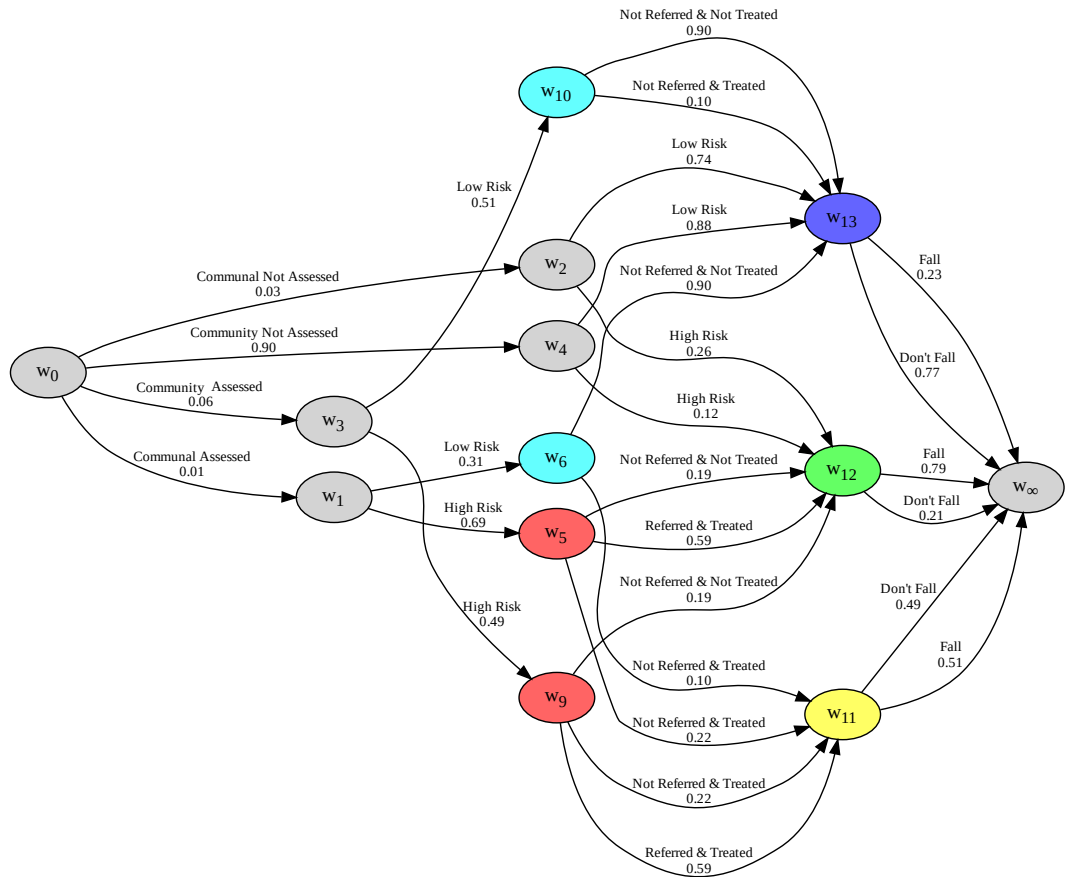 Not Referred & Not Treated
0.90
w10
Not Referred & Treated
0.10
Low Risk
0.74
Low Risk
0.51
Low Risk
0.88
w13
Fall
0.23
w2
Communal Not Assessed
0.03
Not Referred & Not Treated
0.90
Community Not Assessed
0.90
w4
High Risk
0.26
Don't Fall
0.77
w0
Community  Assessed
0.06
w3
High Risk
0.12
Communal Assessed
0.01
Low Risk
0.31
w6
Not Referred & Not Treated
0.19
w12
Fall
0.79
w1
w∞
High Risk
0.69
w5
Don't Fall
0.21
Referred & Treated
0.59
Not Referred & Not Treated
0.19
Don't Fall
0.49
High Risk
0.49
Fall
0.51
Not Referred & Treated
0.10
w9
w11
Not Referred & Treated
0.22
Not Referred & Treated
0.22
Referred & Treated
0.59